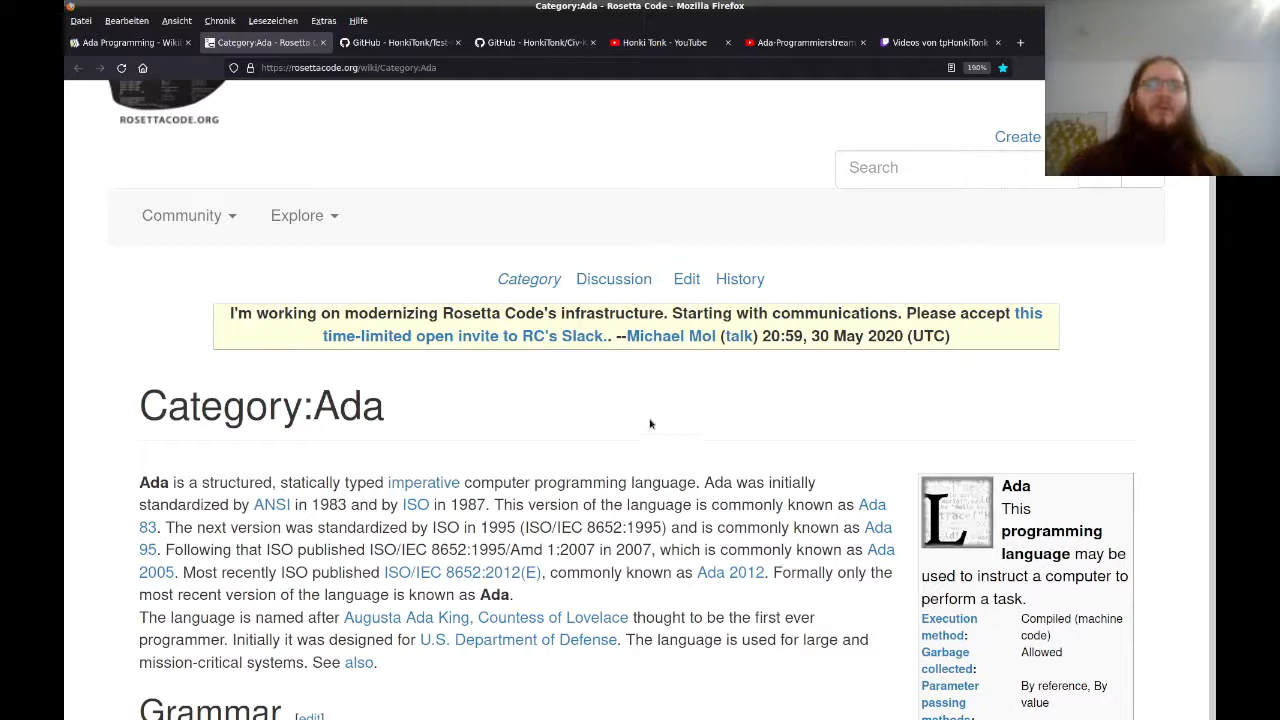 Category:Ada - Rosetta Code - Mozilla Firefox
Datei Bearbeiten Ansicht Chronik Lesezeichen Extras Hilfe
Ada Programming - Wiki Category:Ada - Rosetta GitHub - HonkiTonk/Test- GitHub - HonkiTonk/Civ-K Honki Tonk - YouTube Ada-Programmierstream Videos von tpHonkiTonk
https://rosettacode.org/wiki/Category:Ada 190%
ROSETTACODE.ORG
Create
Search
Community Explore
Category Discussion Edit History
I'm working on modernizing Rosetta Code's infrastructure. Starting with communications. Please accept this
time-limited open invite to RC's Slack.. --Michael Mol (talk) 20:59, 30 May 2020 (UTC)
Category:Ada
Ada is a structured, statically typed imperative computer programming language. Ada was initially
standardized by ANSI in 1983 and by ISO in 1987. This version of the language is commonly known as Ada
83. The next version was standardized by ISO in 1995 (ISO/IEC 8652:1995) and is commonly known as Ada
95. Following that ISO published ISO/IEC 8652:1995/Amd 1:2007 in 2007, which is commonly known as Ada
2005. Most recently ISO published ISO/IEC 8652:2012(E), commonly known as Ada 2012. Formally only the
most recent version of the language is known as Ada.
The language is named after Augusta Ada King, Countess of Lovelace thought to be the first ever
programmer. Initially it was designed for U.S. Department of Defense. The language is used for large and
mission-critical systems. See also.
Grammar [edit]
Ada
This
programming
language may be
used to instruct a computer to
perform a task.
Execution Compiled (machine
method: code)
Garbage Allowed
collected:
Parameter By reference, By
passing value
methods: